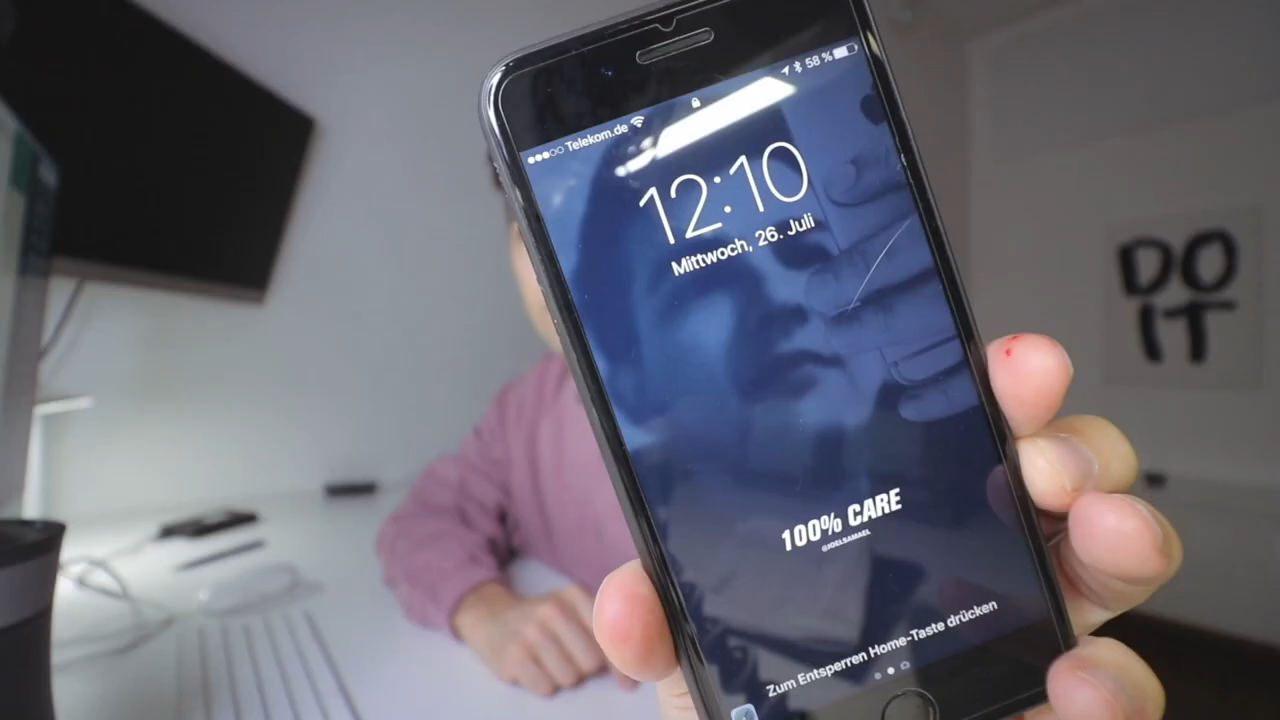 Telekom.de 58 %
12:10
Mittwoch, 26. Juli
100% CARE
@JOELSAMAEL
Zum Entsperren Home-Taste drücken
DO
IT